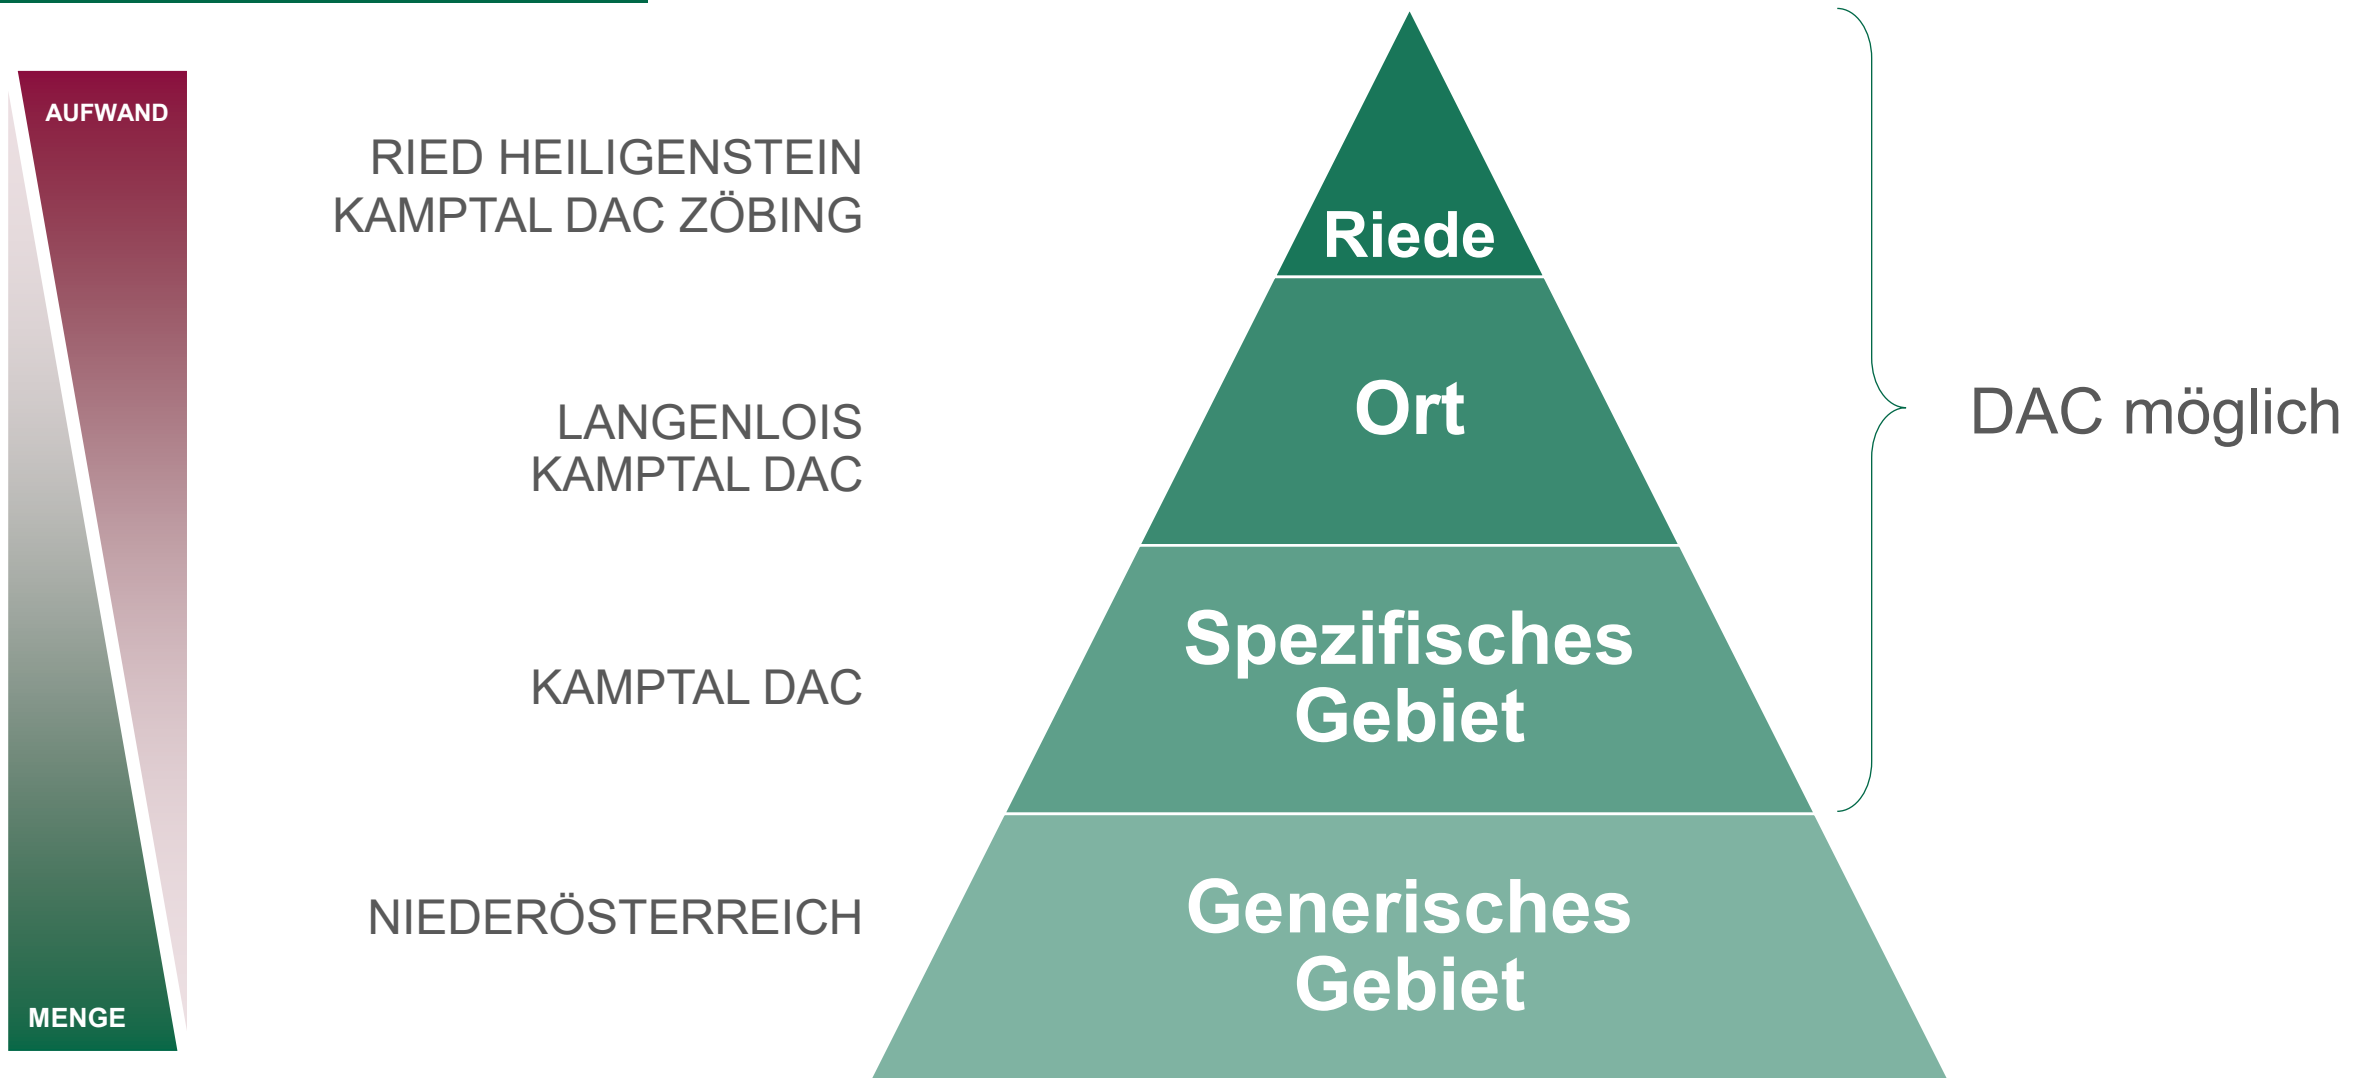 AUFWAND
RIED HEILIGENSTEIN
KAMPTAL DAC ZÖBING
Riede
LANGENLOIS
KAMPTAL DAC
Ort
DAC möglich
KAMPTAL DAC
Spezifisches
Gebiet
NIEDERÖSTERREICH
Generisches
Gebiet
MENGE